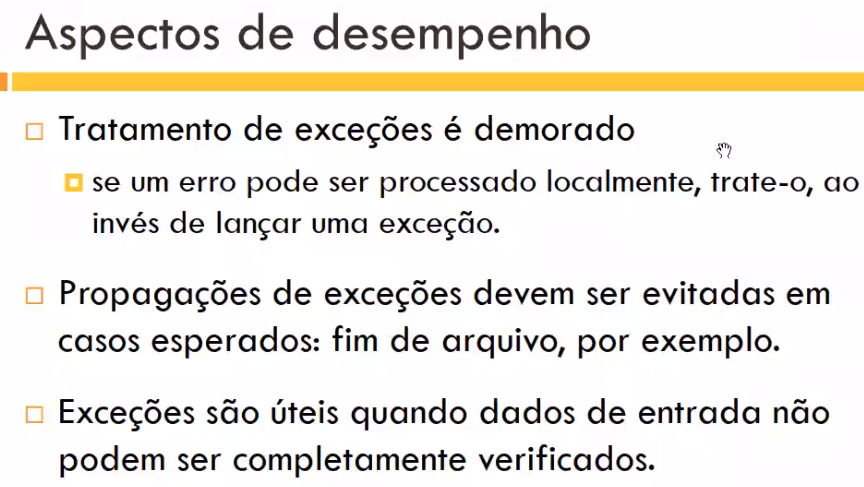 Aspectos de desempenho
Tratamento de exceções é demorado
se um erro pode ser processado localmente, trate-o, ao
invés de lançar uma exceção.
Propagações de exceções devem ser evitadas em
casos esperados: fim de arquivo, por exemplo.
Exceções são úteis quando dados de entrada não
podem ser completamente verificados.